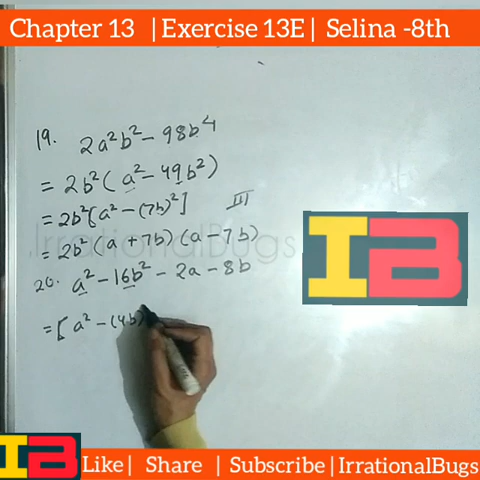 Chapter 13 | Exercise 13E | Selina -8th
19. 2a²b² - 98b⁴
= 2b² ( a² - 49b² )
= 2b² [ a² - (7b)² ] III
= 2b² (a + 7b) (a - 7b)
IrrationalBugs
20. a² - 16b² - 2a - 8b
= [ a² - (4b)
IB
IB Like | Share | Subscribe | IrrationalBugs